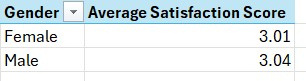 Gender Average Satisfaction Score
Female 3.01
Male 3.04